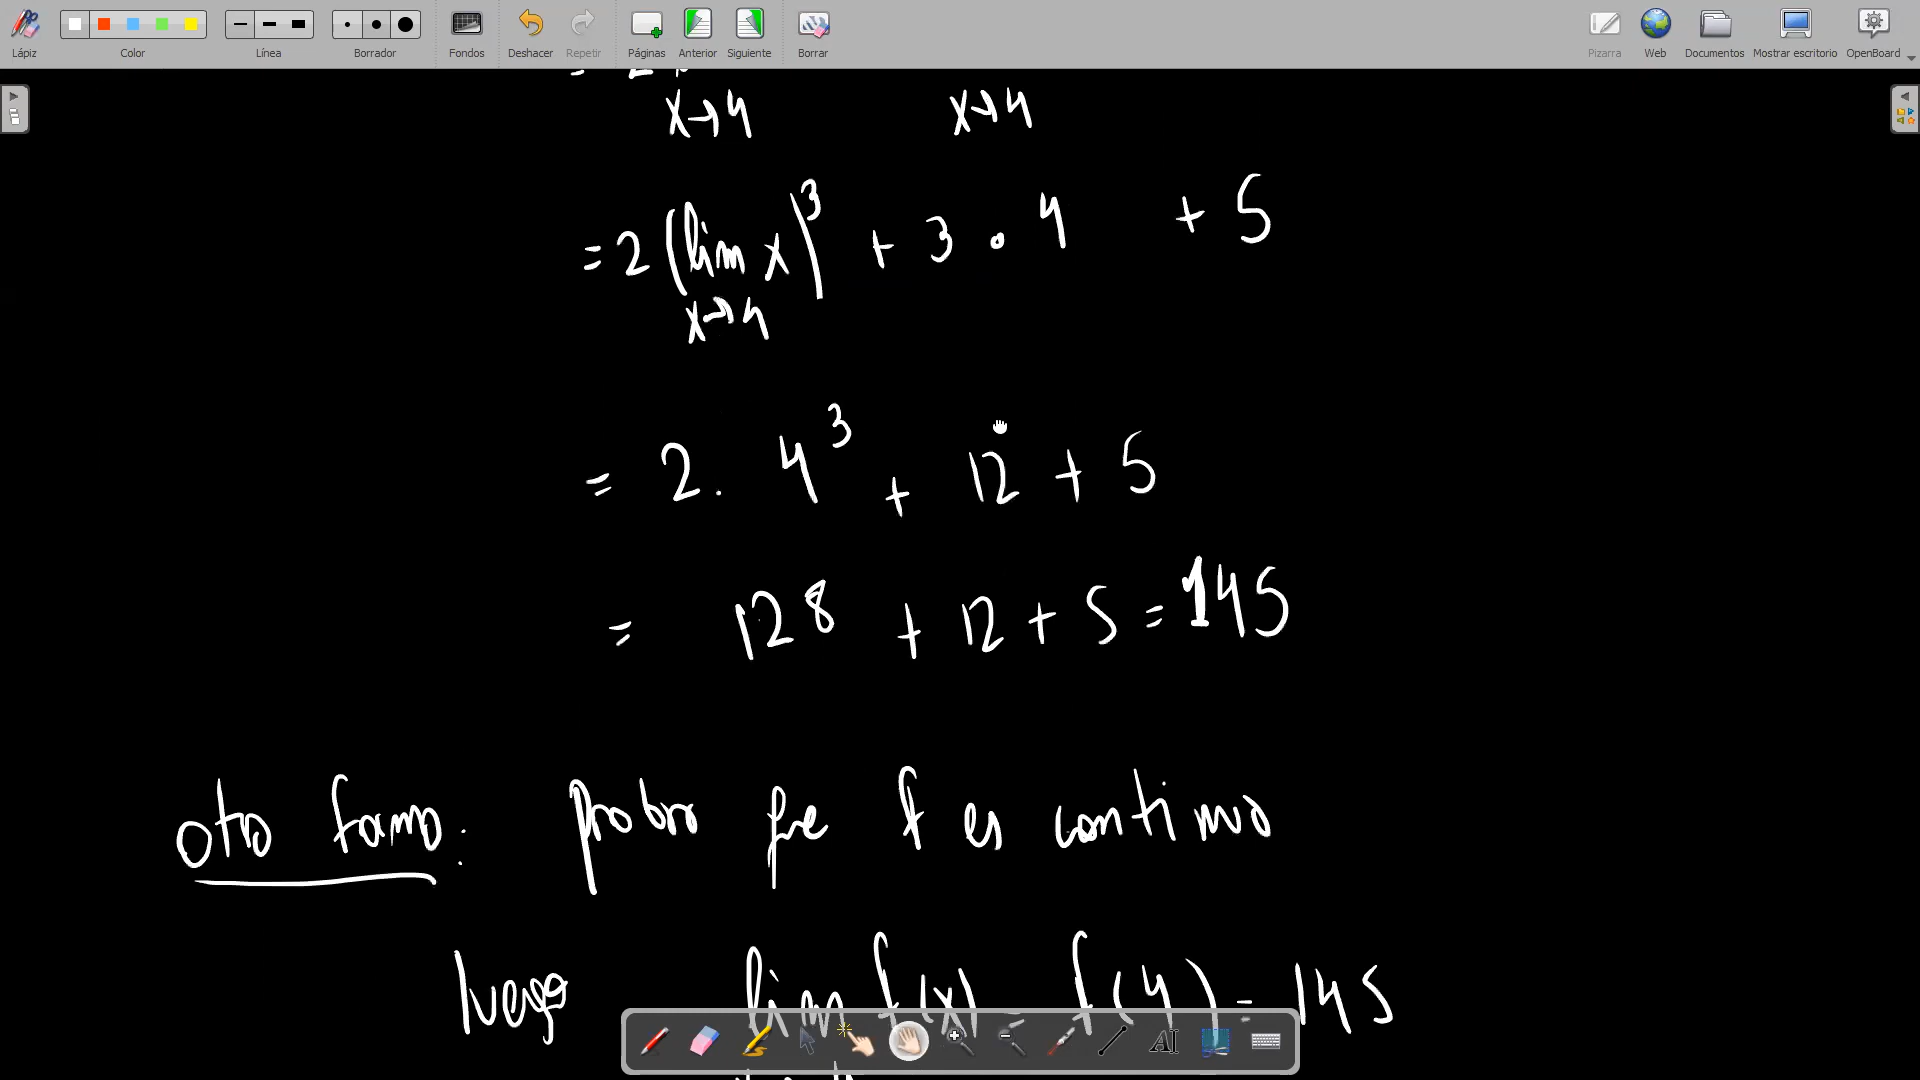 Lápiz Color Línea Borrador Fondos Deshacer Repetir Páginas Anterior Siguiente Borrar Pizarra Web Documentos Mostrar escritorio OpenBoard
x→4 x→4
= 2 (lim x)³ + 3 • 4 + 5
x→4
= 2 . 4³ + 12 + 5
= 128 + 12 + 5 = 145
otra forma: probar que f es continua
luego lim f(x) = f(4) = 145